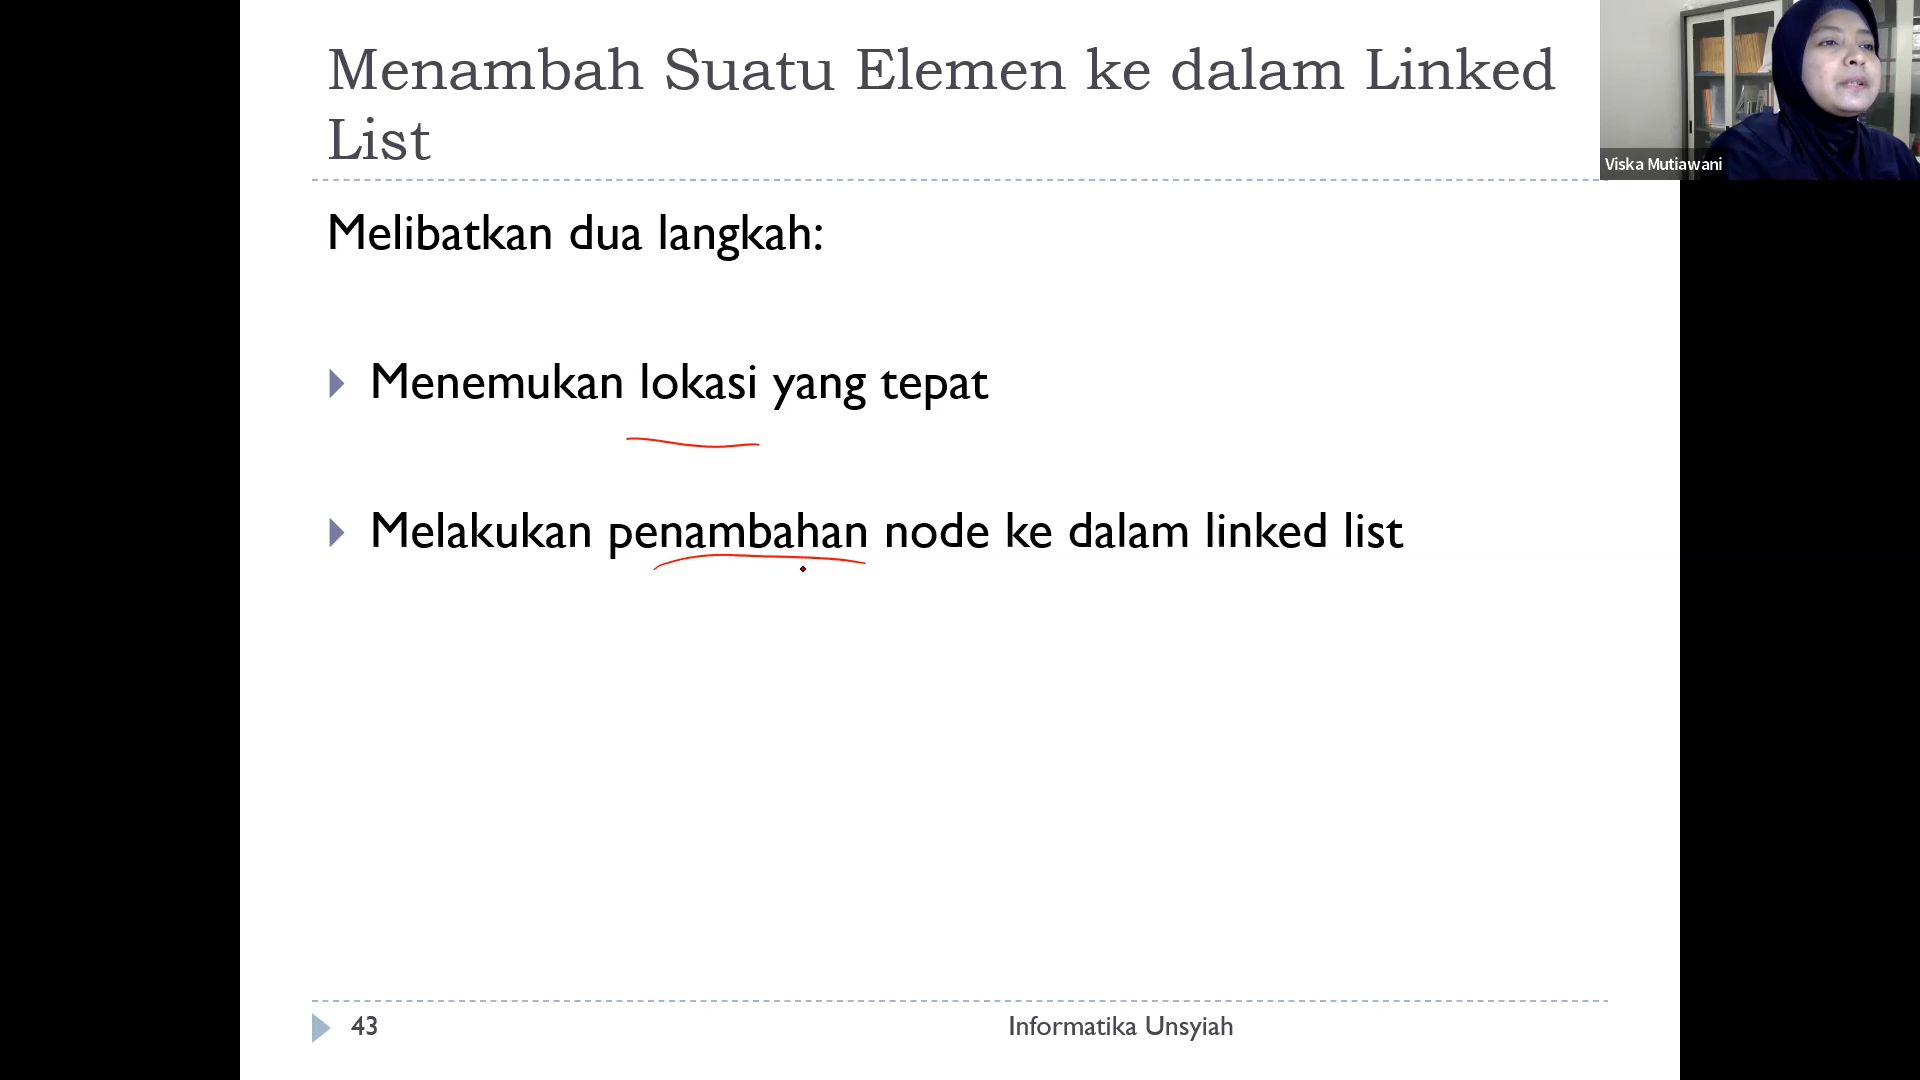 Menambah Suatu Elemen ke dalam Linked
List
Viska Mutiawani
Melibatkan dua langkah:
Menemukan lokasi yang tepat
Melakukan penambahan node ke dalam linked list
43
Informatika Unsyiah